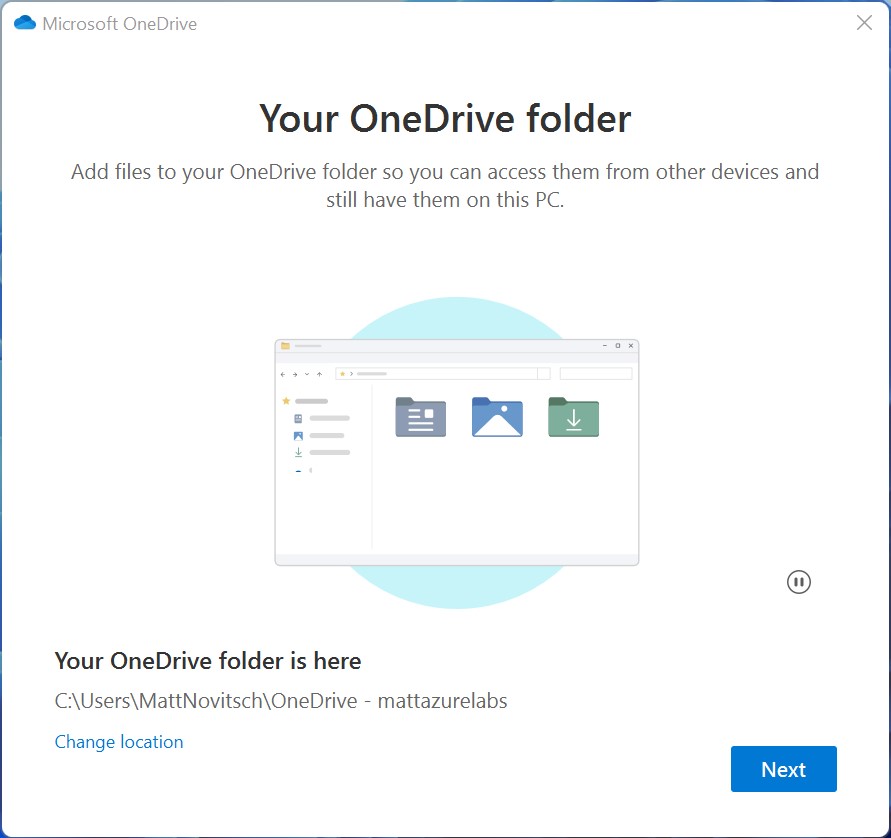 Microsoft OneDrive
Your OneDrive folder
Add files to your OneDrive folder so you can access them from other devices and
still have them on this PC.
Your OneDrive folder is here
C:\Users\MattNovitsch\OneDrive - mattazurelabs
Change location
Next